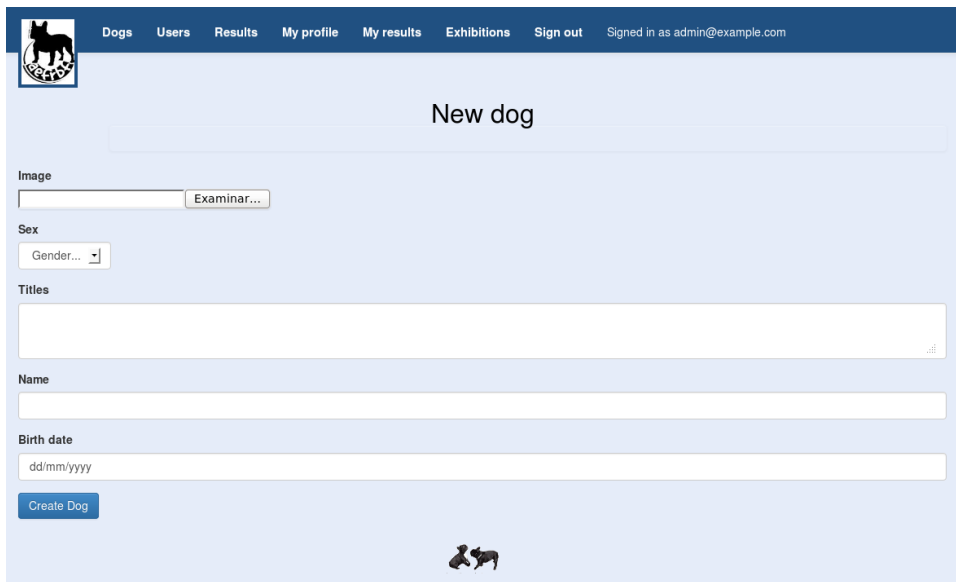 Dogs Users Results My profile My results Exhibitions Sign out Signed in as admin@example.com
New dog
Image
Examinar...
Sex
Gender...
Titles
Name
Birth date
dd/mm/yyyy
Create Dog